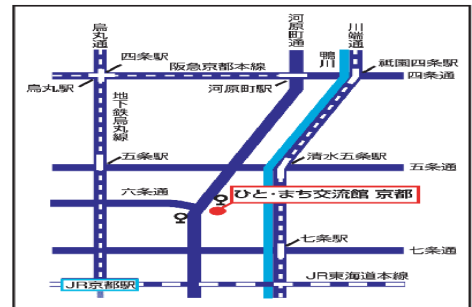 烏丸通
河原町通
川端通
鴨川
四条駅
阪急京都本線
祇園四条駅
烏丸駅
河原町駅
四条通
地下鉄烏丸線
五条駅
清水五条駅
五条通
六条通
ひと・まち交流館 京都
七条駅
七条通
JR京都駅
JR東海道本線